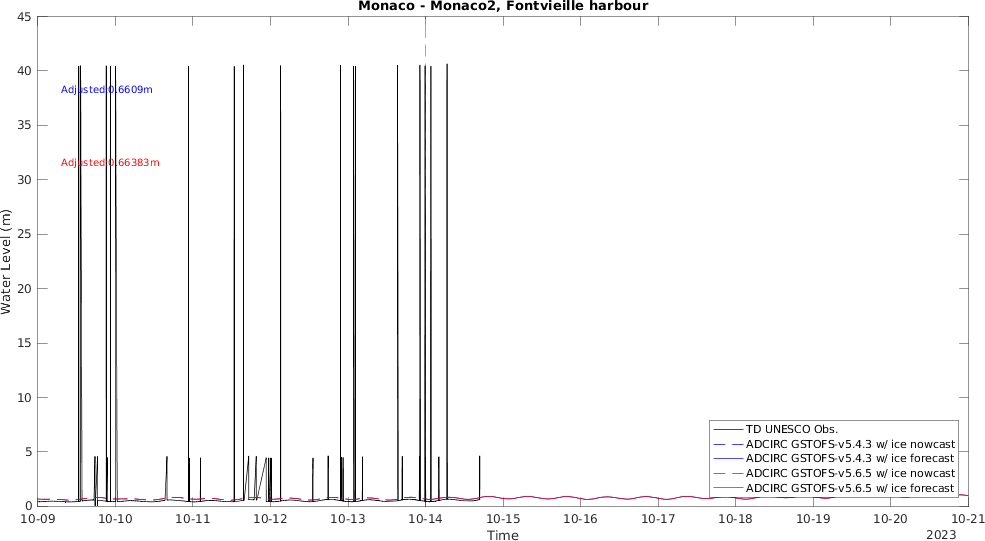 Monaco - Monaco2, Fontvieille harbour
Water Level (m)
45
40
35
30
25
20
15
10
5
0
Adjusted 0.6609m
Adjusted 0.66383m
TD UNESCO Obs.
ADCIRC GSTOFS-v5.4.3 w/ ice nowcast
ADCIRC GSTOFS-v5.4.3 w/ ice forecast
ADCIRC GSTOFS-v5.6.5 w/ ice nowcast
ADCIRC GSTOFS-v5.6.5 w/ ice forecast
10-09 10-10 10-11 10-12 10-13 10-14 10-15 10-16 10-17 10-18 10-19 10-20 10-21
Time
2023